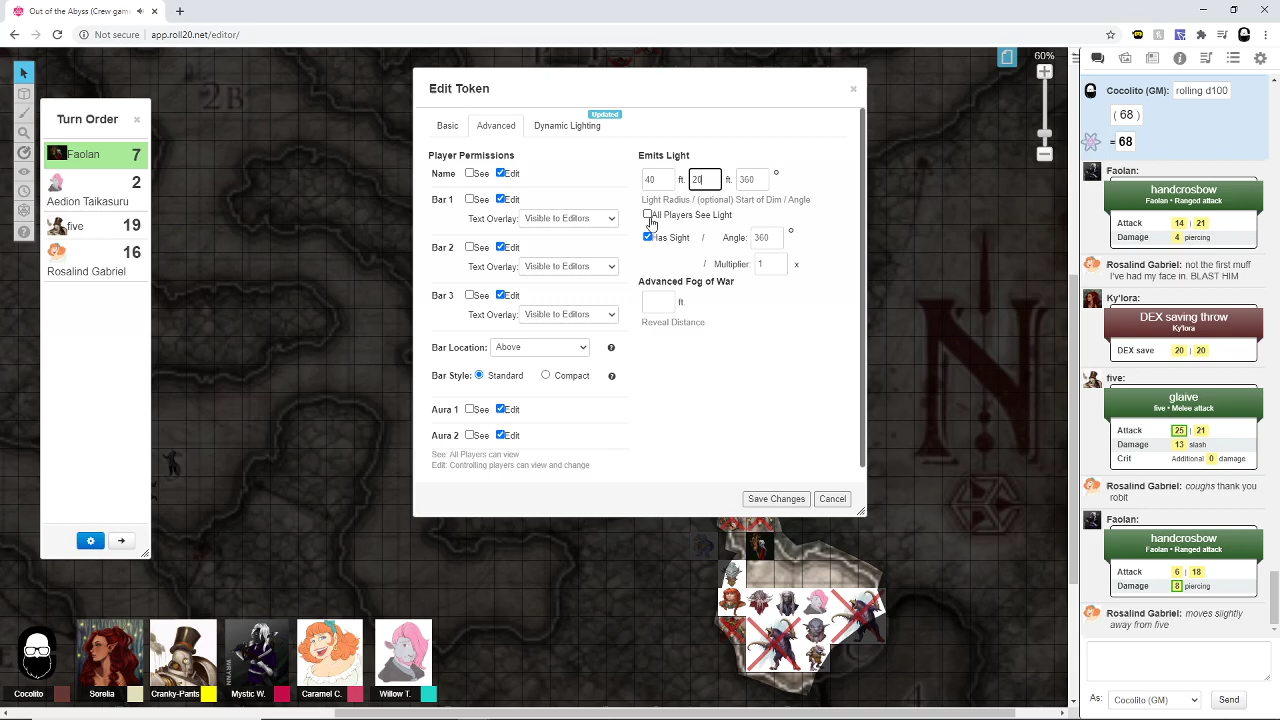 Out of the Abyss (Crew gam
Not secure
app.roll20.net/editor/
2B
60%
Turn Order
Faolan 7
2
Aedion Taikasuru
five 19
16
Rosalind Gabriel
Edit Token
Updated
Basic Advanced Dynamic Lighting
Player Permissions
Name See Edit
Bar 1 See Edit
Text Overlay: Visible to Editors
Bar 2 See Edit
Text Overlay: Visible to Editors
Bar 3 See Edit
Text Overlay: Visible to Editors
Bar Location: Above
Bar Style: Standard Compact
Aura 1 See Edit
Aura 2 See Edit
See: All Players can view
Edit: Controlling players can view and change
Emits Light
40 ft. 20 ft. 360 °
Light Radius / (optional) Start of Dim / Angle
All Players See Light
Has Sight / Angle: 360 °
/ Multiplier: 1 x
Advanced Fog of War
ft.
Reveal Distance
Save Changes Cancel
Cocolito (GM): rolling d100
( 68 )
= 68
Faolan:
handcrosbow
Faolan • Ranged attack
Attack 14 | 21
Damage 4 piercing
Rosalind Gabriel: not the first muff
I've had my face in. BLAST HIM
Ky'lora:
DEX saving throw
Ky'lora
DEX save 20 | 20
five:
glaive
five • Melee attack
Attack 25 | 21
Damage 13 slash
Crit Additional 0 damage
Rosalind Gabriel: coughs thank you
robit
Faolan:
handcrosbow
Faolan • Ranged attack
Attack 6 | 18
Damage 8 piercing
Rosalind Gabriel: moves slightly
away from five
As: Cocolito (GM) Send
Cocolito
Sorelia
Cranky-Pants
Mystic W.
Caramel C.
Willow T.